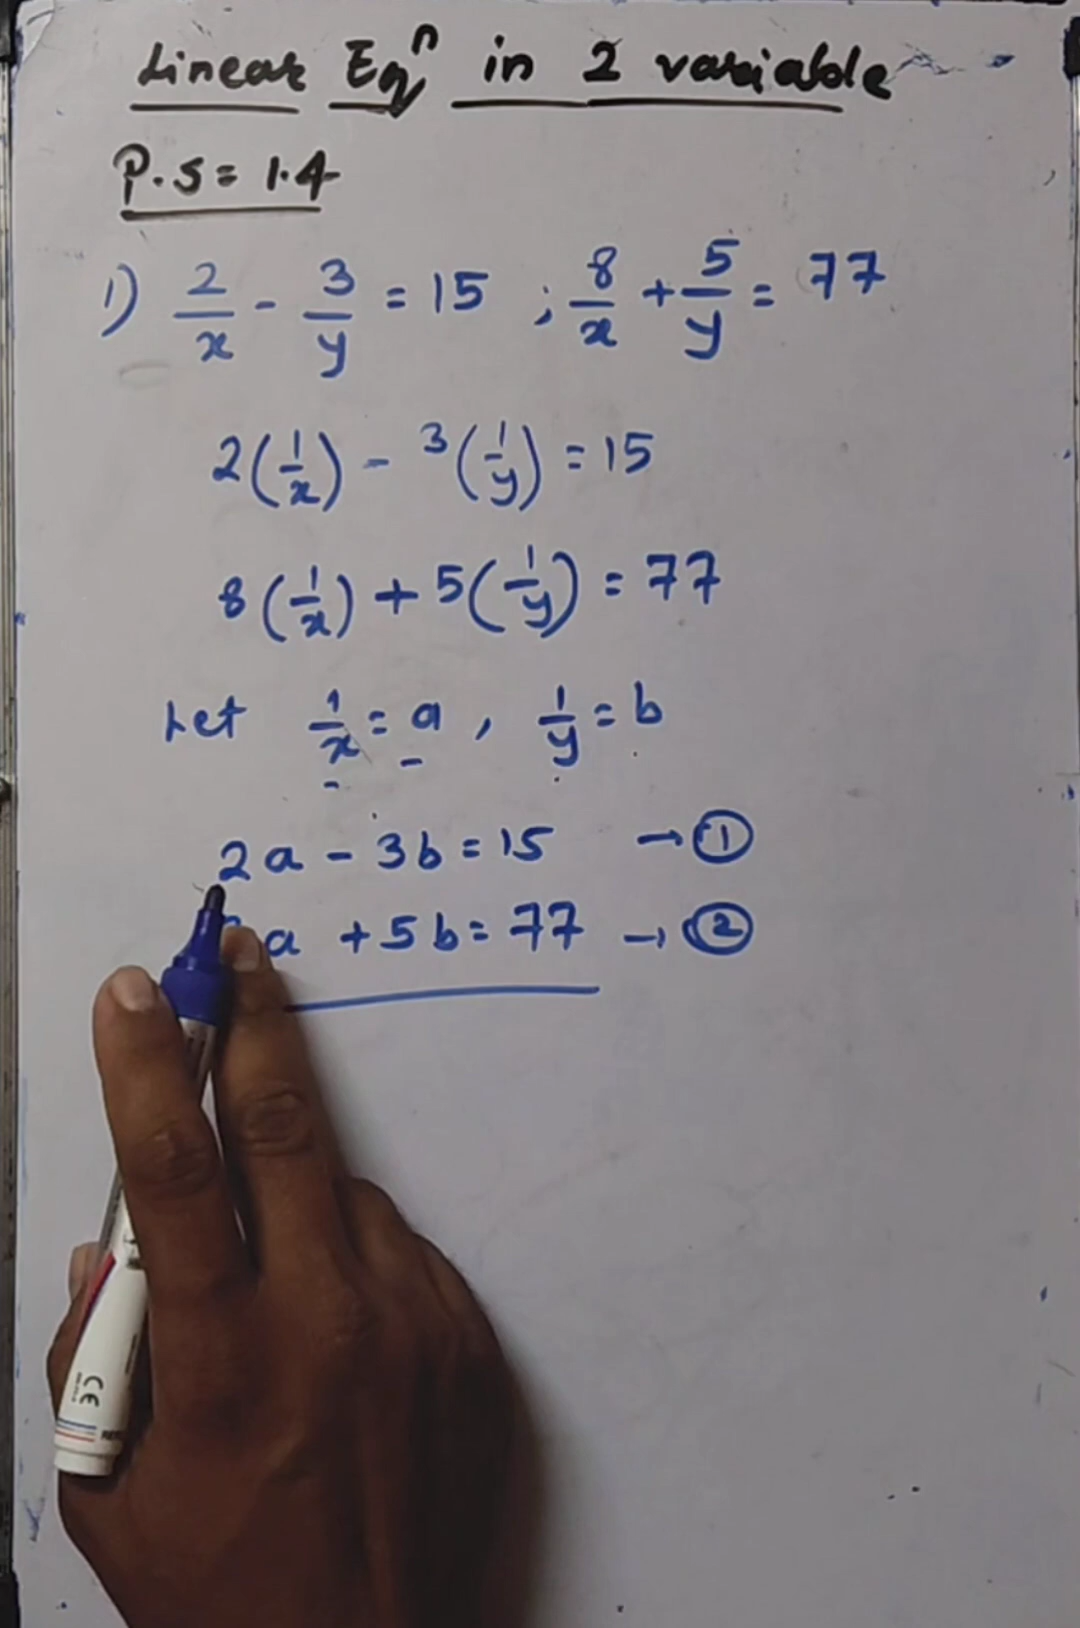 Linear Eqⁿ in 2 variable
P.S = 1.4
1) 2/x - 3/y = 15 ; 8/x + 5/y = 77
2(1/x) - 3(1/y) = 15
8(1/x) + 5(1/y) = 77
Let 1/x = a, 1/y = b
2a - 3b = 15 → ①
a + 5b = 77 → ②
CE